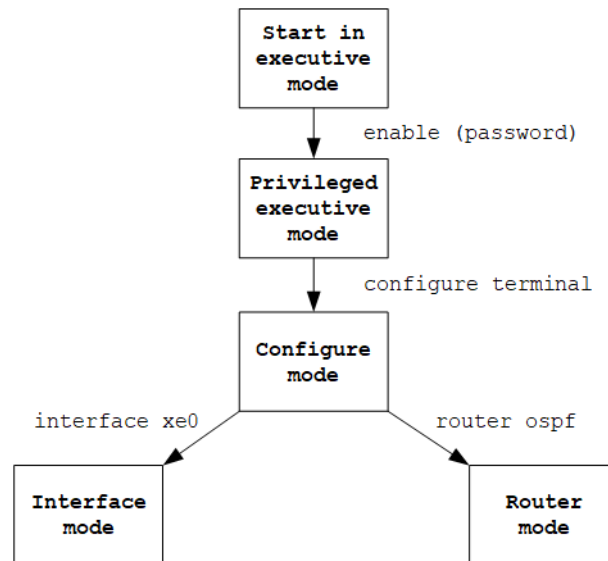 Start in
executive
mode
enable (password)
Privileged
executive
mode
configure terminal
Configure
mode
interface xe0
router ospf
Interface
mode
Router
mode